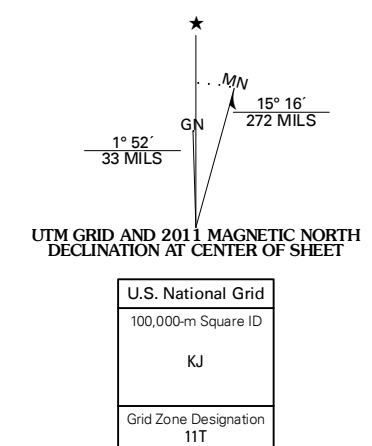 ★
MN
GN
15° 16´
272 MILS
1° 52´
33 MILS
UTM GRID AND 2011 MAGNETIC NORTH
DECLINATION AT CENTER OF SHEET
U.S. National Grid
100,000-m Square ID
KJ
Grid Zone Designation
11T